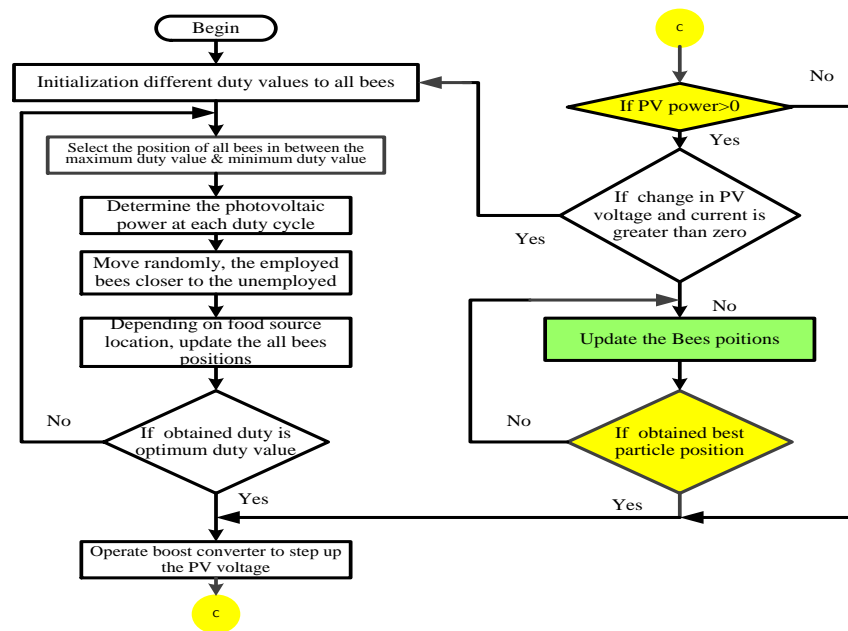 Begin
Initialization different duty values to all bees
Select the position of all bees in between the
maximum duty value & minimum duty value
Determine the photovoltaic
power at each duty cycle
Move randomly, the employed
bees closer to the unemployed
Depending on food source
location, update the all bees
positions
No
If obtained duty is
optimum duty value
Yes
Operate boost converter to step up
the PV voltage
c
c
No
If PV power>0
Yes
If change in PV
voltage and current is
greater than zero
Yes
No
Update the Bees poitions
No
If obtained best
particle position
Yes